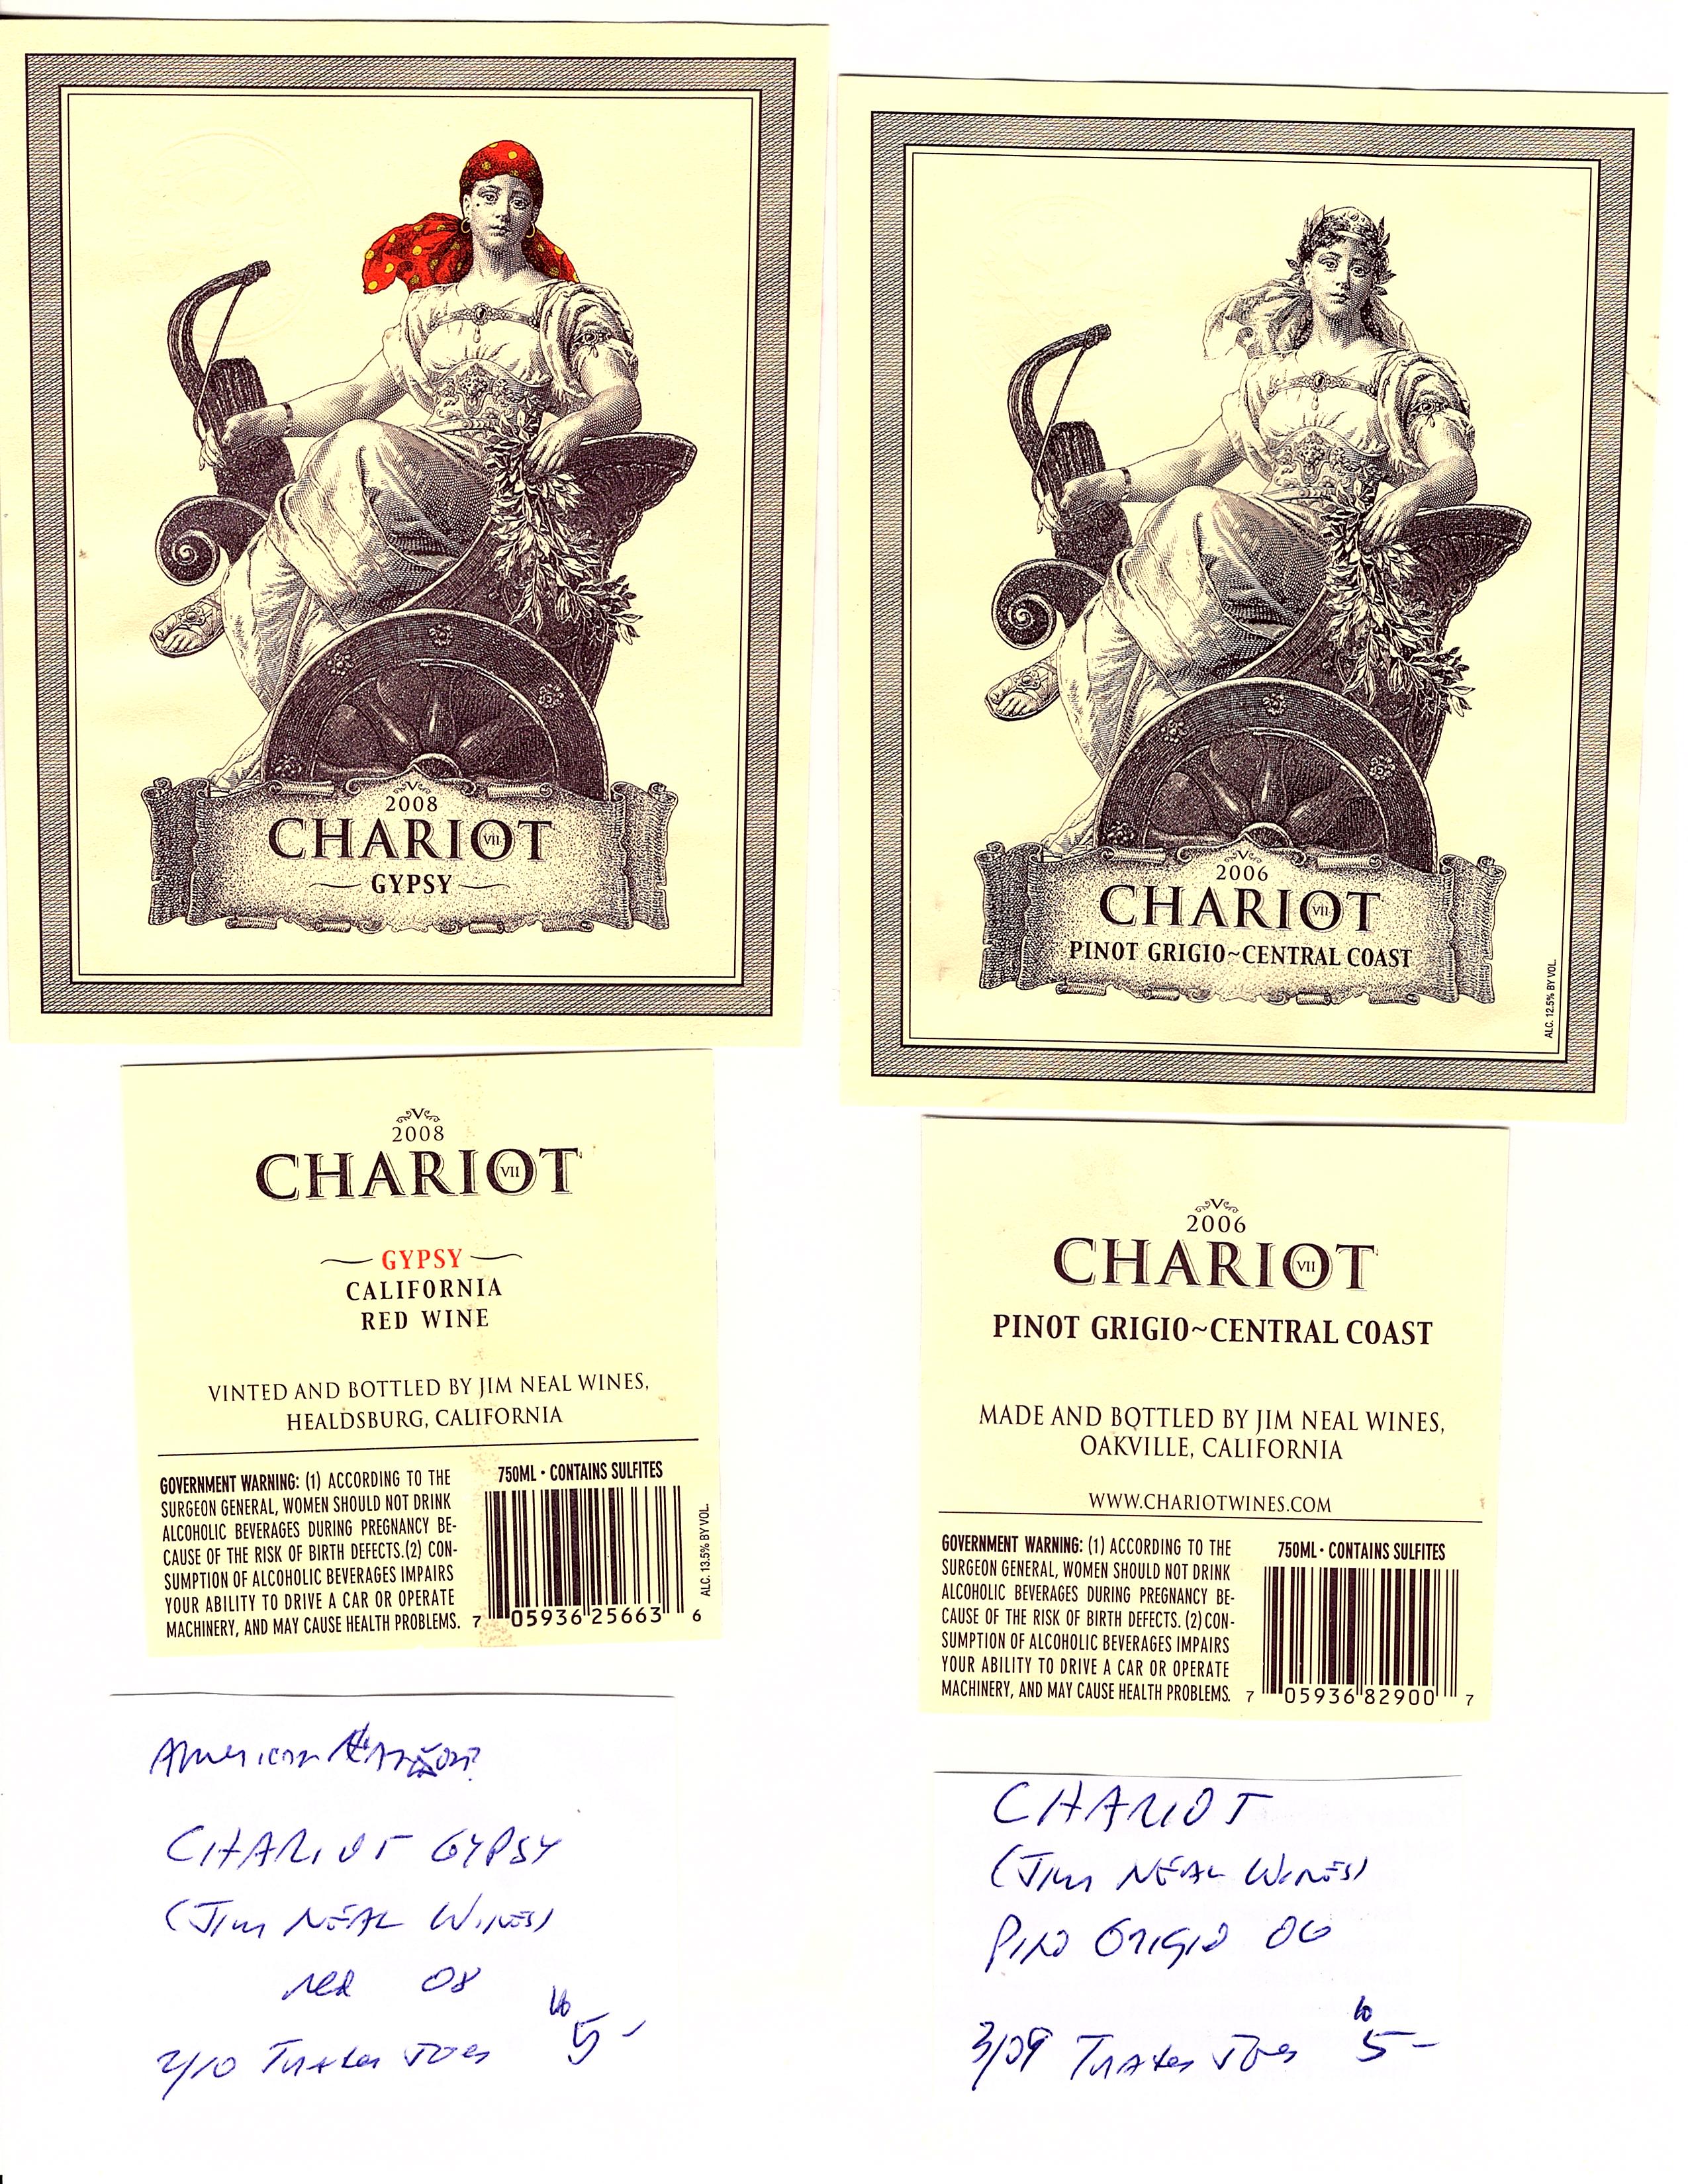 V
2008
CHARIOT
VII
GYPSY
V
2008
CHARIOT
VII
GYPSY
CALIFORNIA
RED WINE
VINTED AND BOTTLED BY JIM NEAL WINES,
HEALDSBURG, CALIFORNIA
GOVERNMENT WARNING: (1) ACCORDING TO THE
SURGEON GENERAL, WOMEN SHOULD NOT DRINK
ALCOHOLIC BEVERAGES DURING PREGNANCY BE-
CAUSE OF THE RISK OF BIRTH DEFECTS.(2) CON-
SUMPTION OF ALCOHOLIC BEVERAGES IMPAIRS
YOUR ABILITY TO DRIVE A CAR OR OPERATE
MACHINERY, AND MAY CAUSE HEALTH PROBLEMS.
750ML · CONTAINS SULFITES
7 05936 25663 6
ALC. 13.5% BY VOL.
American
CHARIOT GYPSY
(Jim NEAL WINES)
red 08
2/10 Trader Joes 5-
V
2006
CHARIOT
VII
PINOT GRIGIO~CENTRAL COAST
ALC. 12.5% BY VOL.
V
2006
CHARIOT
VII
PINOT GRIGIO~CENTRAL COAST
MADE AND BOTTLED BY JIM NEAL WINES,
OAKVILLE, CALIFORNIA
WWW.CHARIOTWINES.COM
GOVERNMENT WARNING: (1) ACCORDING TO THE
SURGEON GENERAL, WOMEN SHOULD NOT DRINK
ALCOHOLIC BEVERAGES DURING PREGNANCY BE-
CAUSE OF THE RISK OF BIRTH DEFECTS. (2) CON-
SUMPTION OF ALCOHOLIC BEVERAGES IMPAIRS
YOUR ABILITY TO DRIVE A CAR OR OPERATE
MACHINERY, AND MAY CAUSE HEALTH PROBLEMS.
750ML · CONTAINS SULFITES
7 05936 82900 7
CHARIOT
(Jim NEAL WINES)
PINO GRIGIO 06
3/09 Trader Joes 5-